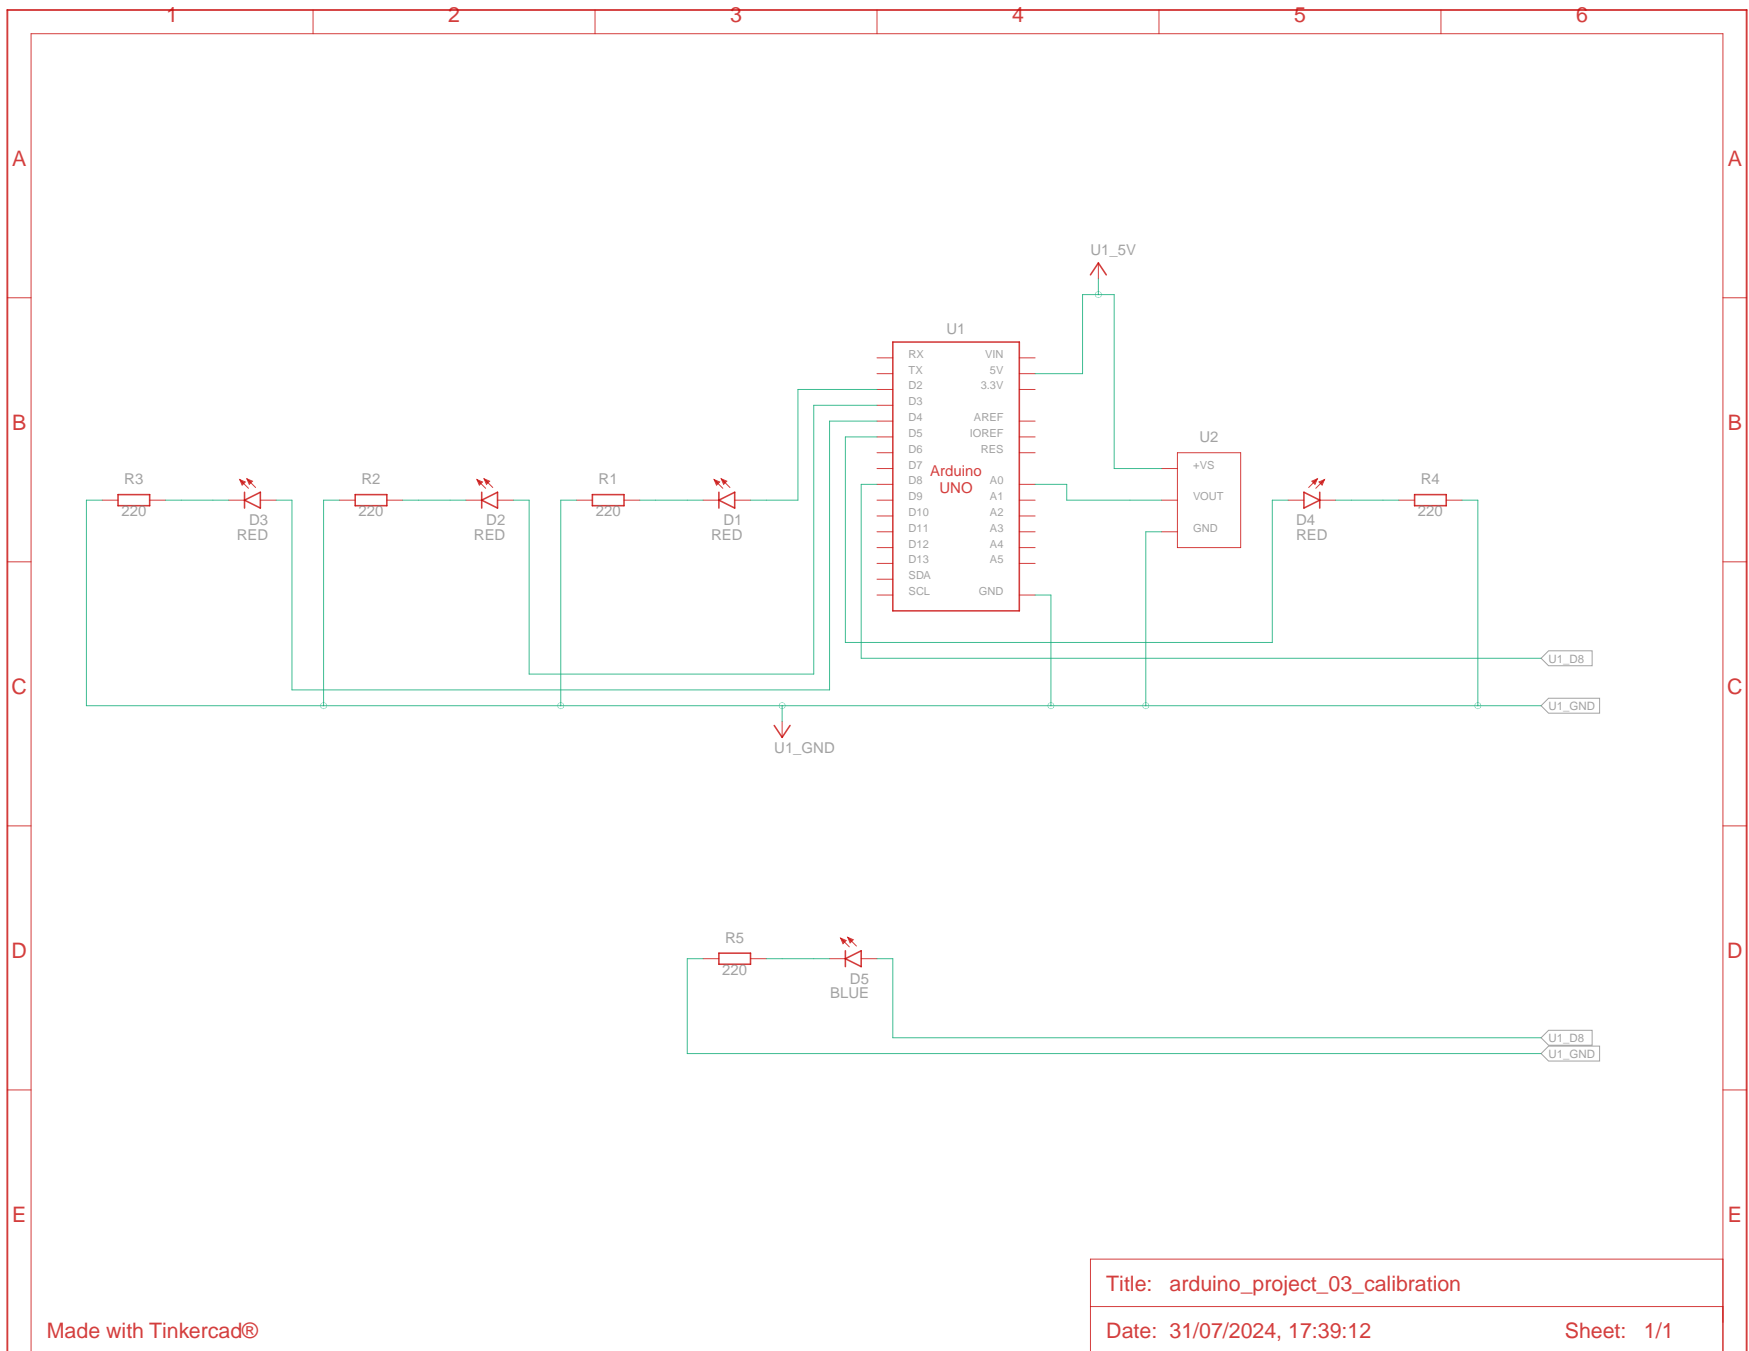 1 2 3 4 5 6
A A
U1_5V
U1
RX VIN
TX 5V
D2 3.3V
D3
D4 AREF
B B
D5 IOREF
U2
D6 RES
D7 +VS
Arduino
R3 R2 R1 D8 A0 R4
UNO
D9 A1 VOUT
220 220 220 D10 A2 220
D3 D2 D1 D4
D11 A3 GND
RED RED RED RED
D12 A4
D13 A5
SDA
SCL GND
U1_D8
C C
U1_GND
U1_GND
R5
D D
220
D5
BLUE
U1_D8
U1_GND
E E
Title: arduino_project_03_calibration
Made with Tinkercad®
Date: 31/07/2024, 17:39:12 Sheet: 1/1